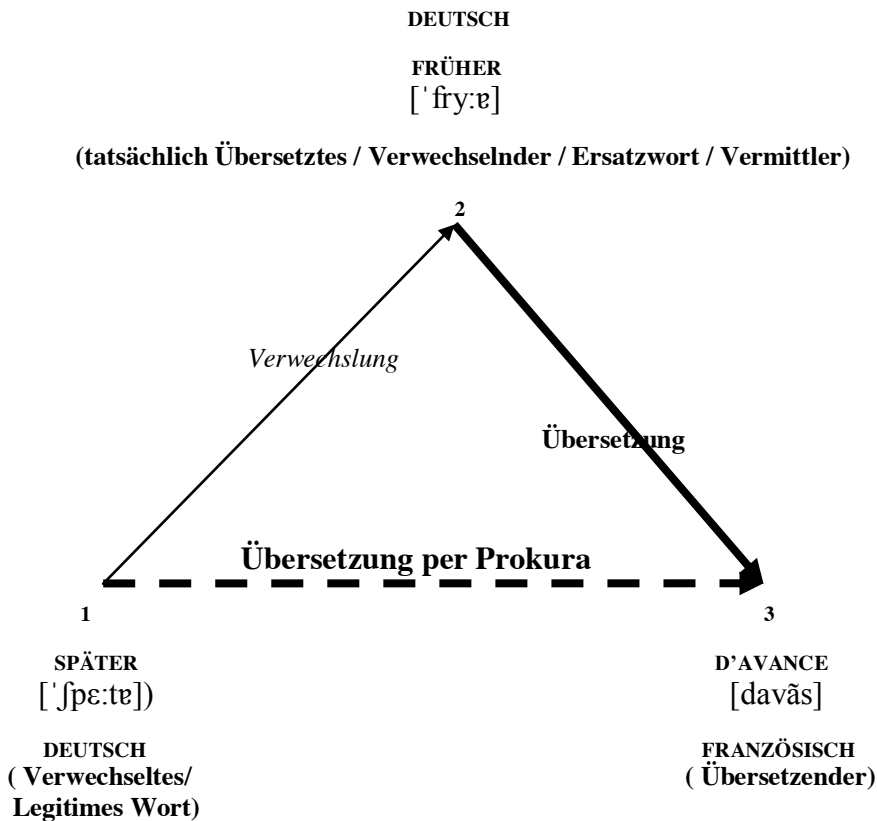 DEUTSCH
FRÜHER
[ˈfryːɐ]
(tatsächlich Übersetztes / Verwechselnder / Ersatzwort / Vermittler)
2
Verwechslung
Übersetzung
Übersetzung per Prokura
1
3
SPÄTER
[ˈʃpɛːtɐ])
DEUTSCH
( Verwechseltes/
Legitimes Wort)
D’AVANCE
[davãs]
FRANZÖSISCH
( Übersetzender)